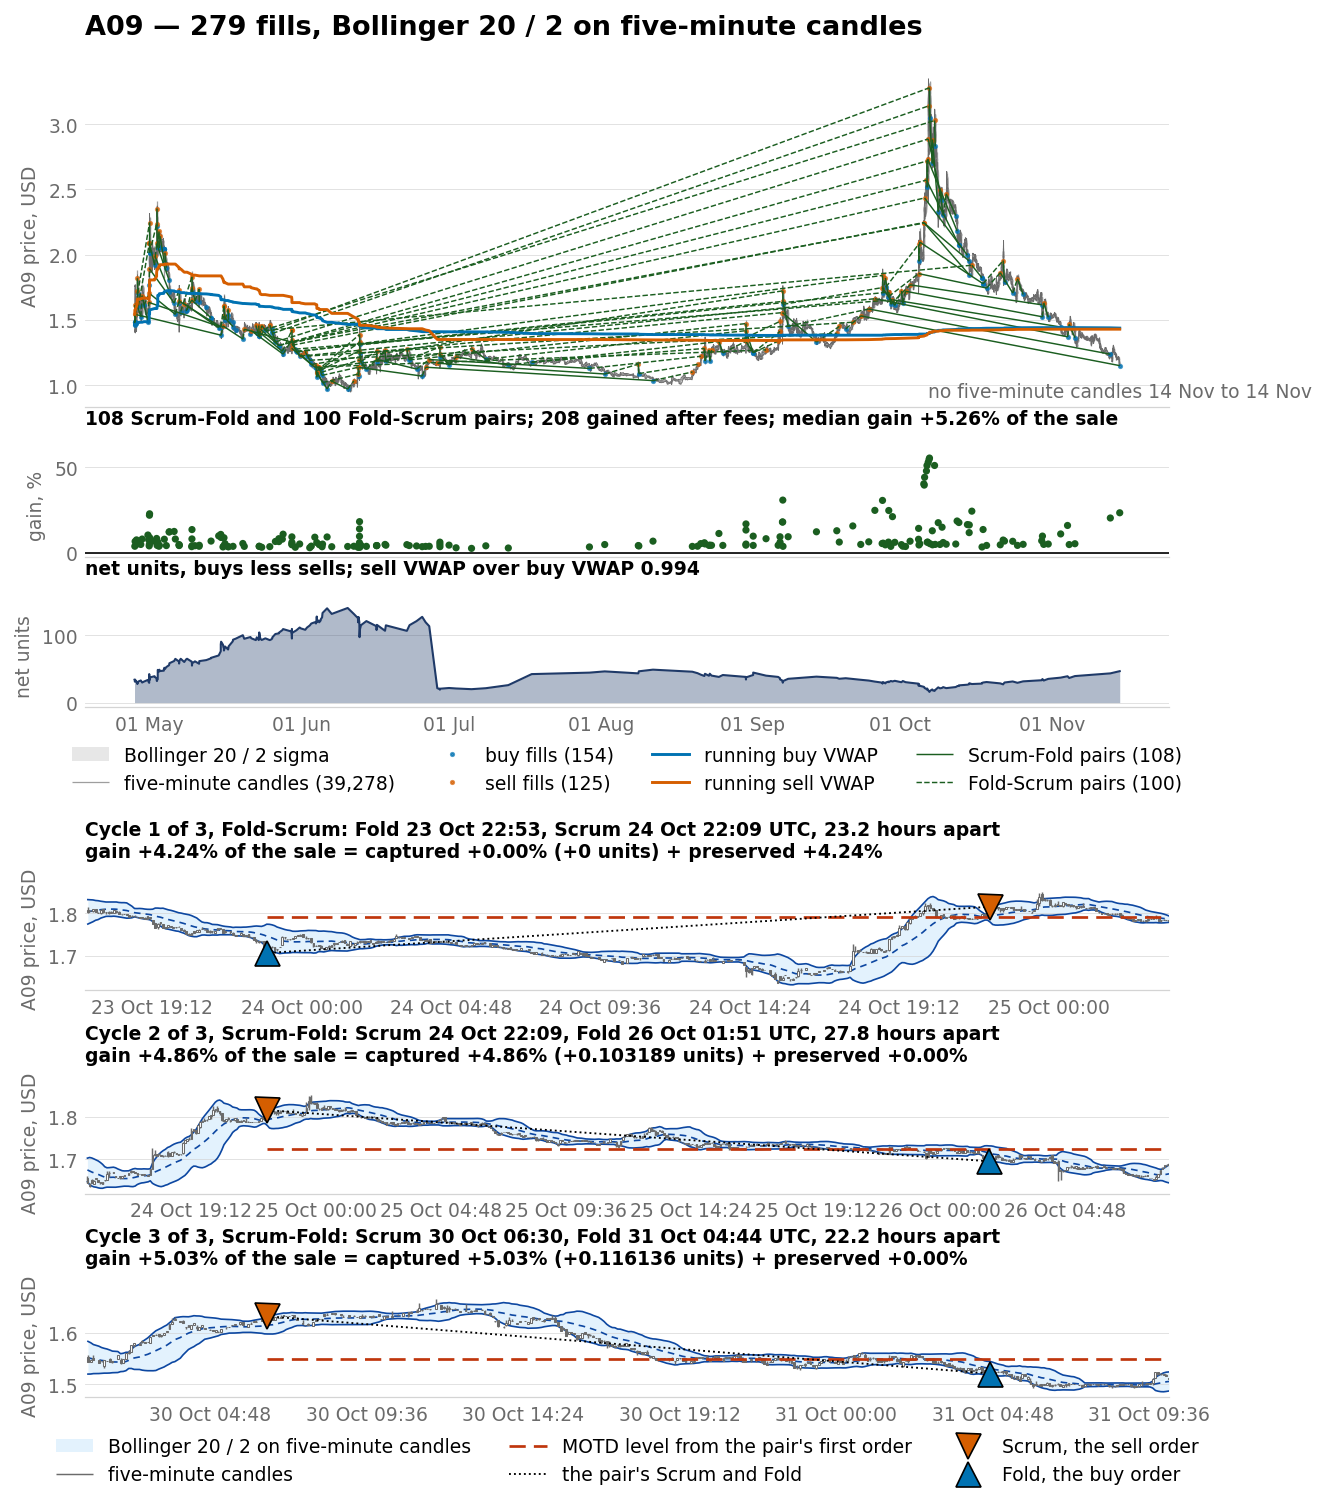 A09 — 279 fills, Bollinger 20 / 2 on five-minute candles
A09 price, USD
3.0
2.5
2.0
1.5
1.0
no five-minute candles 14 Nov to 14 Nov
108 Scrum-Fold and 100 Fold-Scrum pairs; 208 gained after fees; median gain +5.26% of the sale
gain, %
50
0
net units, buys less sells; sell VWAP over buy VWAP 0.994
net units
100
0
01 May 01 Jun 01 Jul 01 Aug 01 Sep 01 Oct 01 Nov
Bollinger 20 / 2 sigma buy fills (154) running buy VWAP Scrum-Fold pairs (108)
five-minute candles (39,278) sell fills (125) running sell VWAP Fold-Scrum pairs (100)
Cycle 1 of 3, Fold-Scrum: Fold 23 Oct 22:53, Scrum 24 Oct 22:09 UTC, 23.2 hours apart
gain +4.24% of the sale = captured +0.00% (+0 units) + preserved +4.24%
A09 price, USD
1.8
1.7
23 Oct 19:12 24 Oct 00:00 24 Oct 04:48 24 Oct 09:36 24 Oct 14:24 24 Oct 19:12 25 Oct 00:00
Cycle 2 of 3, Scrum-Fold: Scrum 24 Oct 22:09, Fold 26 Oct 01:51 UTC, 27.8 hours apart
gain +4.86% of the sale = captured +4.86% (+0.103189 units) + preserved +0.00%
A09 price, USD
1.8
1.7
24 Oct 19:12 25 Oct 00:00 25 Oct 04:48 25 Oct 09:36 25 Oct 14:24 25 Oct 19:12 26 Oct 00:00 26 Oct 04:48
Cycle 3 of 3, Scrum-Fold: Scrum 30 Oct 06:30, Fold 31 Oct 04:44 UTC, 22.2 hours apart
gain +5.03% of the sale = captured +5.03% (+0.116136 units) + preserved +0.00%
A09 price, USD
1.6
1.5
30 Oct 04:48 30 Oct 09:36 30 Oct 14:24 30 Oct 19:12 31 Oct 00:00 31 Oct 04:48 31 Oct 09:36
Bollinger 20 / 2 on five-minute candles MOTD level from the pair's first order Scrum, the sell order
five-minute candles the pair's Scrum and Fold Fold, the buy order